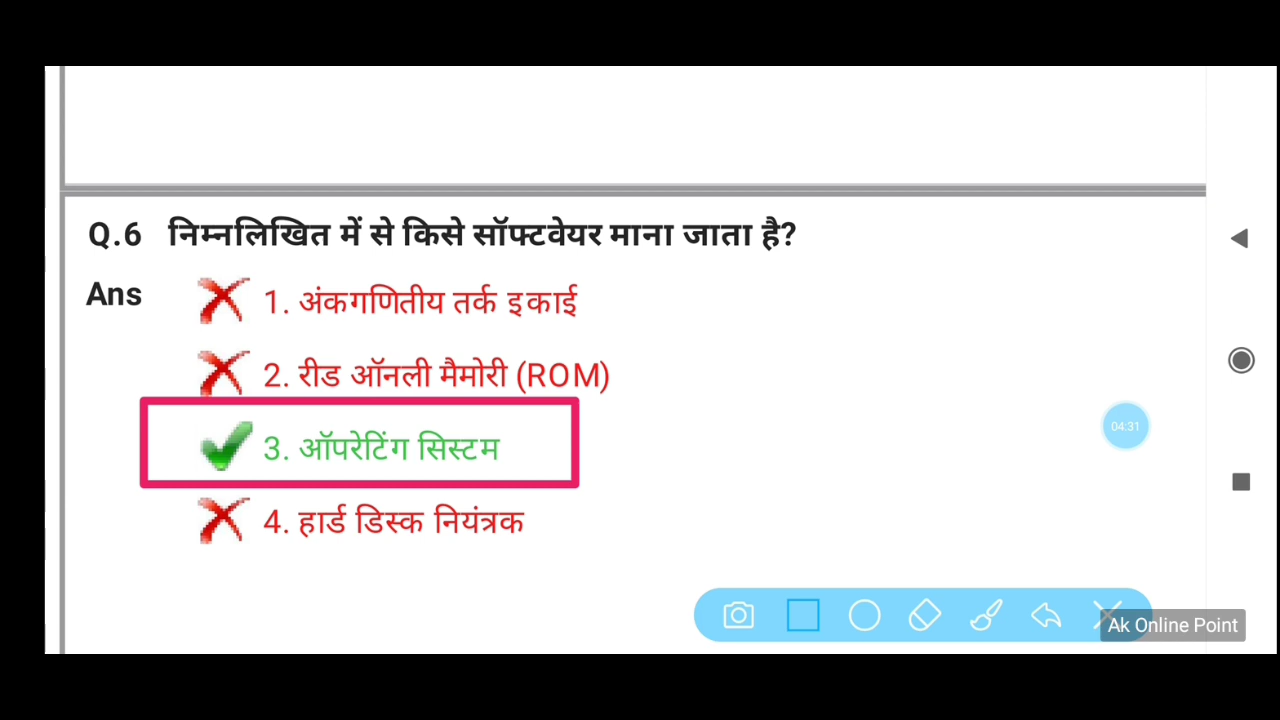 Q.6 निम्नलिखित में से किसे सॉफ्टवेयर माना जाता है?
Ans 1. अंकगणितीय तर्क इकाई
2. रीड ऑनली मैमोरी (ROM)
3. ऑपरेटिंग सिस्टम
04:31
4. हार्ड डिस्क नियंत्रक
Ak Online Point